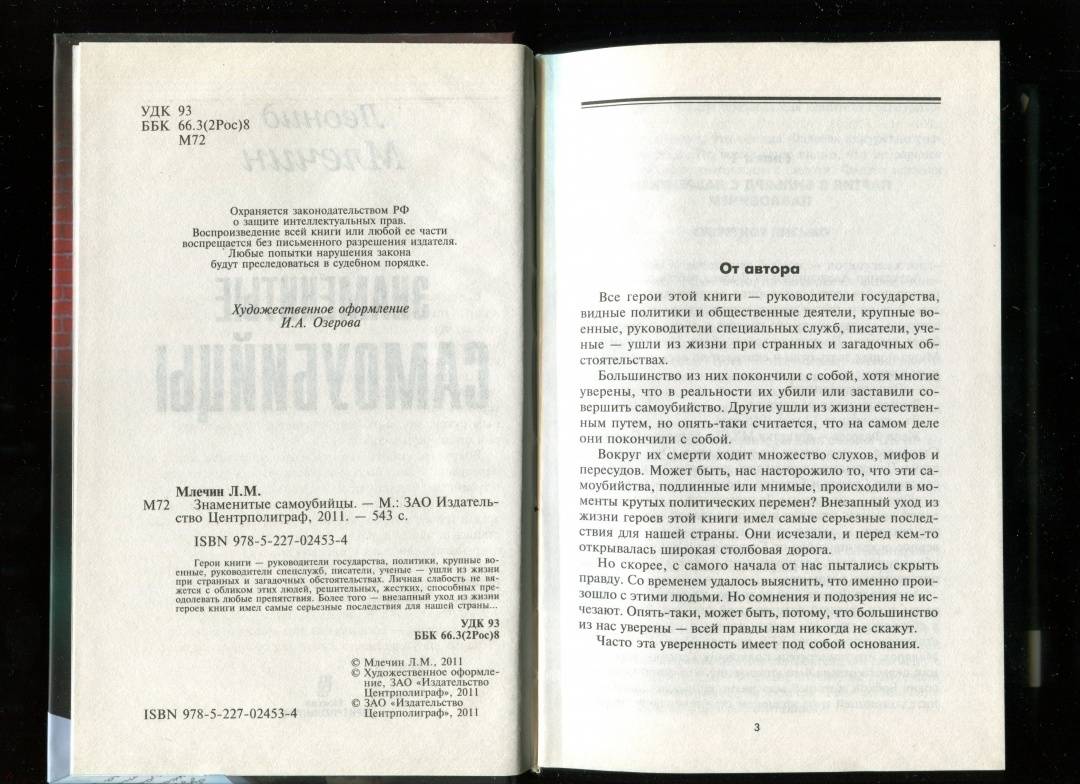 УДК 93
ББК 66.3(2Рос)8
М72
Охраняется законодательством РФ
о защите интеллектуальных прав.
Воспроизведение всей книги или любой ее части
воспрещается без письменного разрешения издателя.
Любые попытки нарушения закона
будут преследоваться в судебном порядке.
Художественное оформление
И.А. Озерова
Млечин Л.М.
М72 Знаменитые самоубийцы. — М.: ЗАО Издатель-
ство Центрполиграф, 2011. — 543 с.
ISBN 978-5-227-02453-4
Герои книги — руководители государства, политики, крупные во-
енные, руководители спецслужб, писатели, ученые — ушли из жизни
при странных и загадочных обстоятельствах. Личная слабость не вя-
жется с обликом этих людей, решительных, жестких, способных пре-
одолевать любые препятствия. Более того — внезапный уход из жизни
героев книги имел самые серьезные последствия для нашей страны...
УДК 93
ББК 66.3(2Рос)8
© Млечин Л.М., 2011
© Художественное оформле-
ние, ЗАО «Издательство
Центрполиграф», 2011
© ЗАО «Издательство
Центрполиграф», 2011
ISBN 978-5-227-02453-4
От автора
Все герои этой книги — руководители государства,
видные политики и общественные деятели, крупные во-
енные, руководители специальных служб, писатели, уче-
ные — ушли из жизни при странных и загадочных об-
стоятельствах.
Большинство из них покончили с собой, хотя многие
уверены, что в реальности их убили или заставили со-
вершить самоубийство. Другие ушли из жизни естествен-
ным путем, но опять-таки считается, что на самом деле
они покончили с собой.
Вокруг их смерти ходит множество слухов, мифов и
пересудов. Может быть, нас насторожило то, что эти са-
моубийства, подлинные или мнимые, происходили в мо-
менты крутых политических перемен? Внезапный уход из
жизни героев этой книги имел самые серьезные послед-
ствия для нашей страны. Они исчезали, и перед кем-то
открывалась широкая столбовая дорога.
Но скорее, с самого начала от нас пытались скрыть
правду. Со временем удалось выяснить, что именно прои-
зошло с этими людьми. Но сомнения и подозрения не ис-
чезают. Опять-таки, может быть, потому, что большинство
из нас уверены — всей правды нам никогда не скажут.
Часто эта уверенность имеет под собой основания.
3